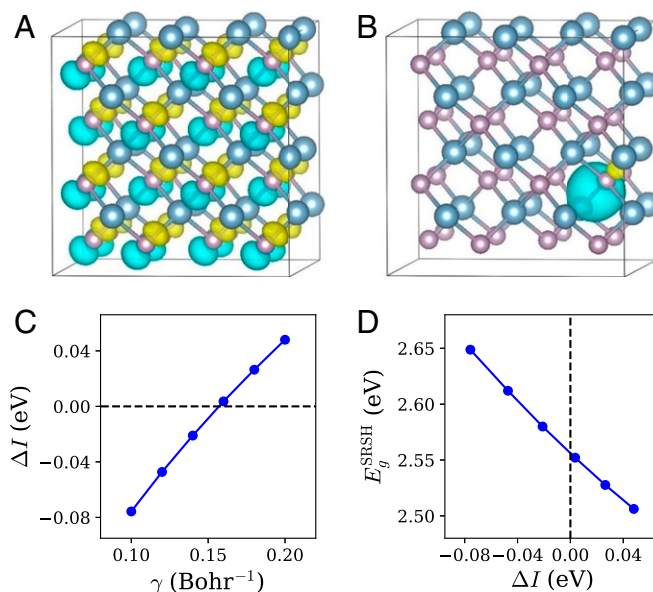 A
B
C
D
0.04
0.00
−0.04
−0.08
ΔI (eV)
0.10
0.15
0.20
γ (Bohr⁻¹)
2.65
2.60
2.55
2.50
E_g^SRSH (eV)
−0.08
−0.04
0.00
0.04
ΔI (eV)